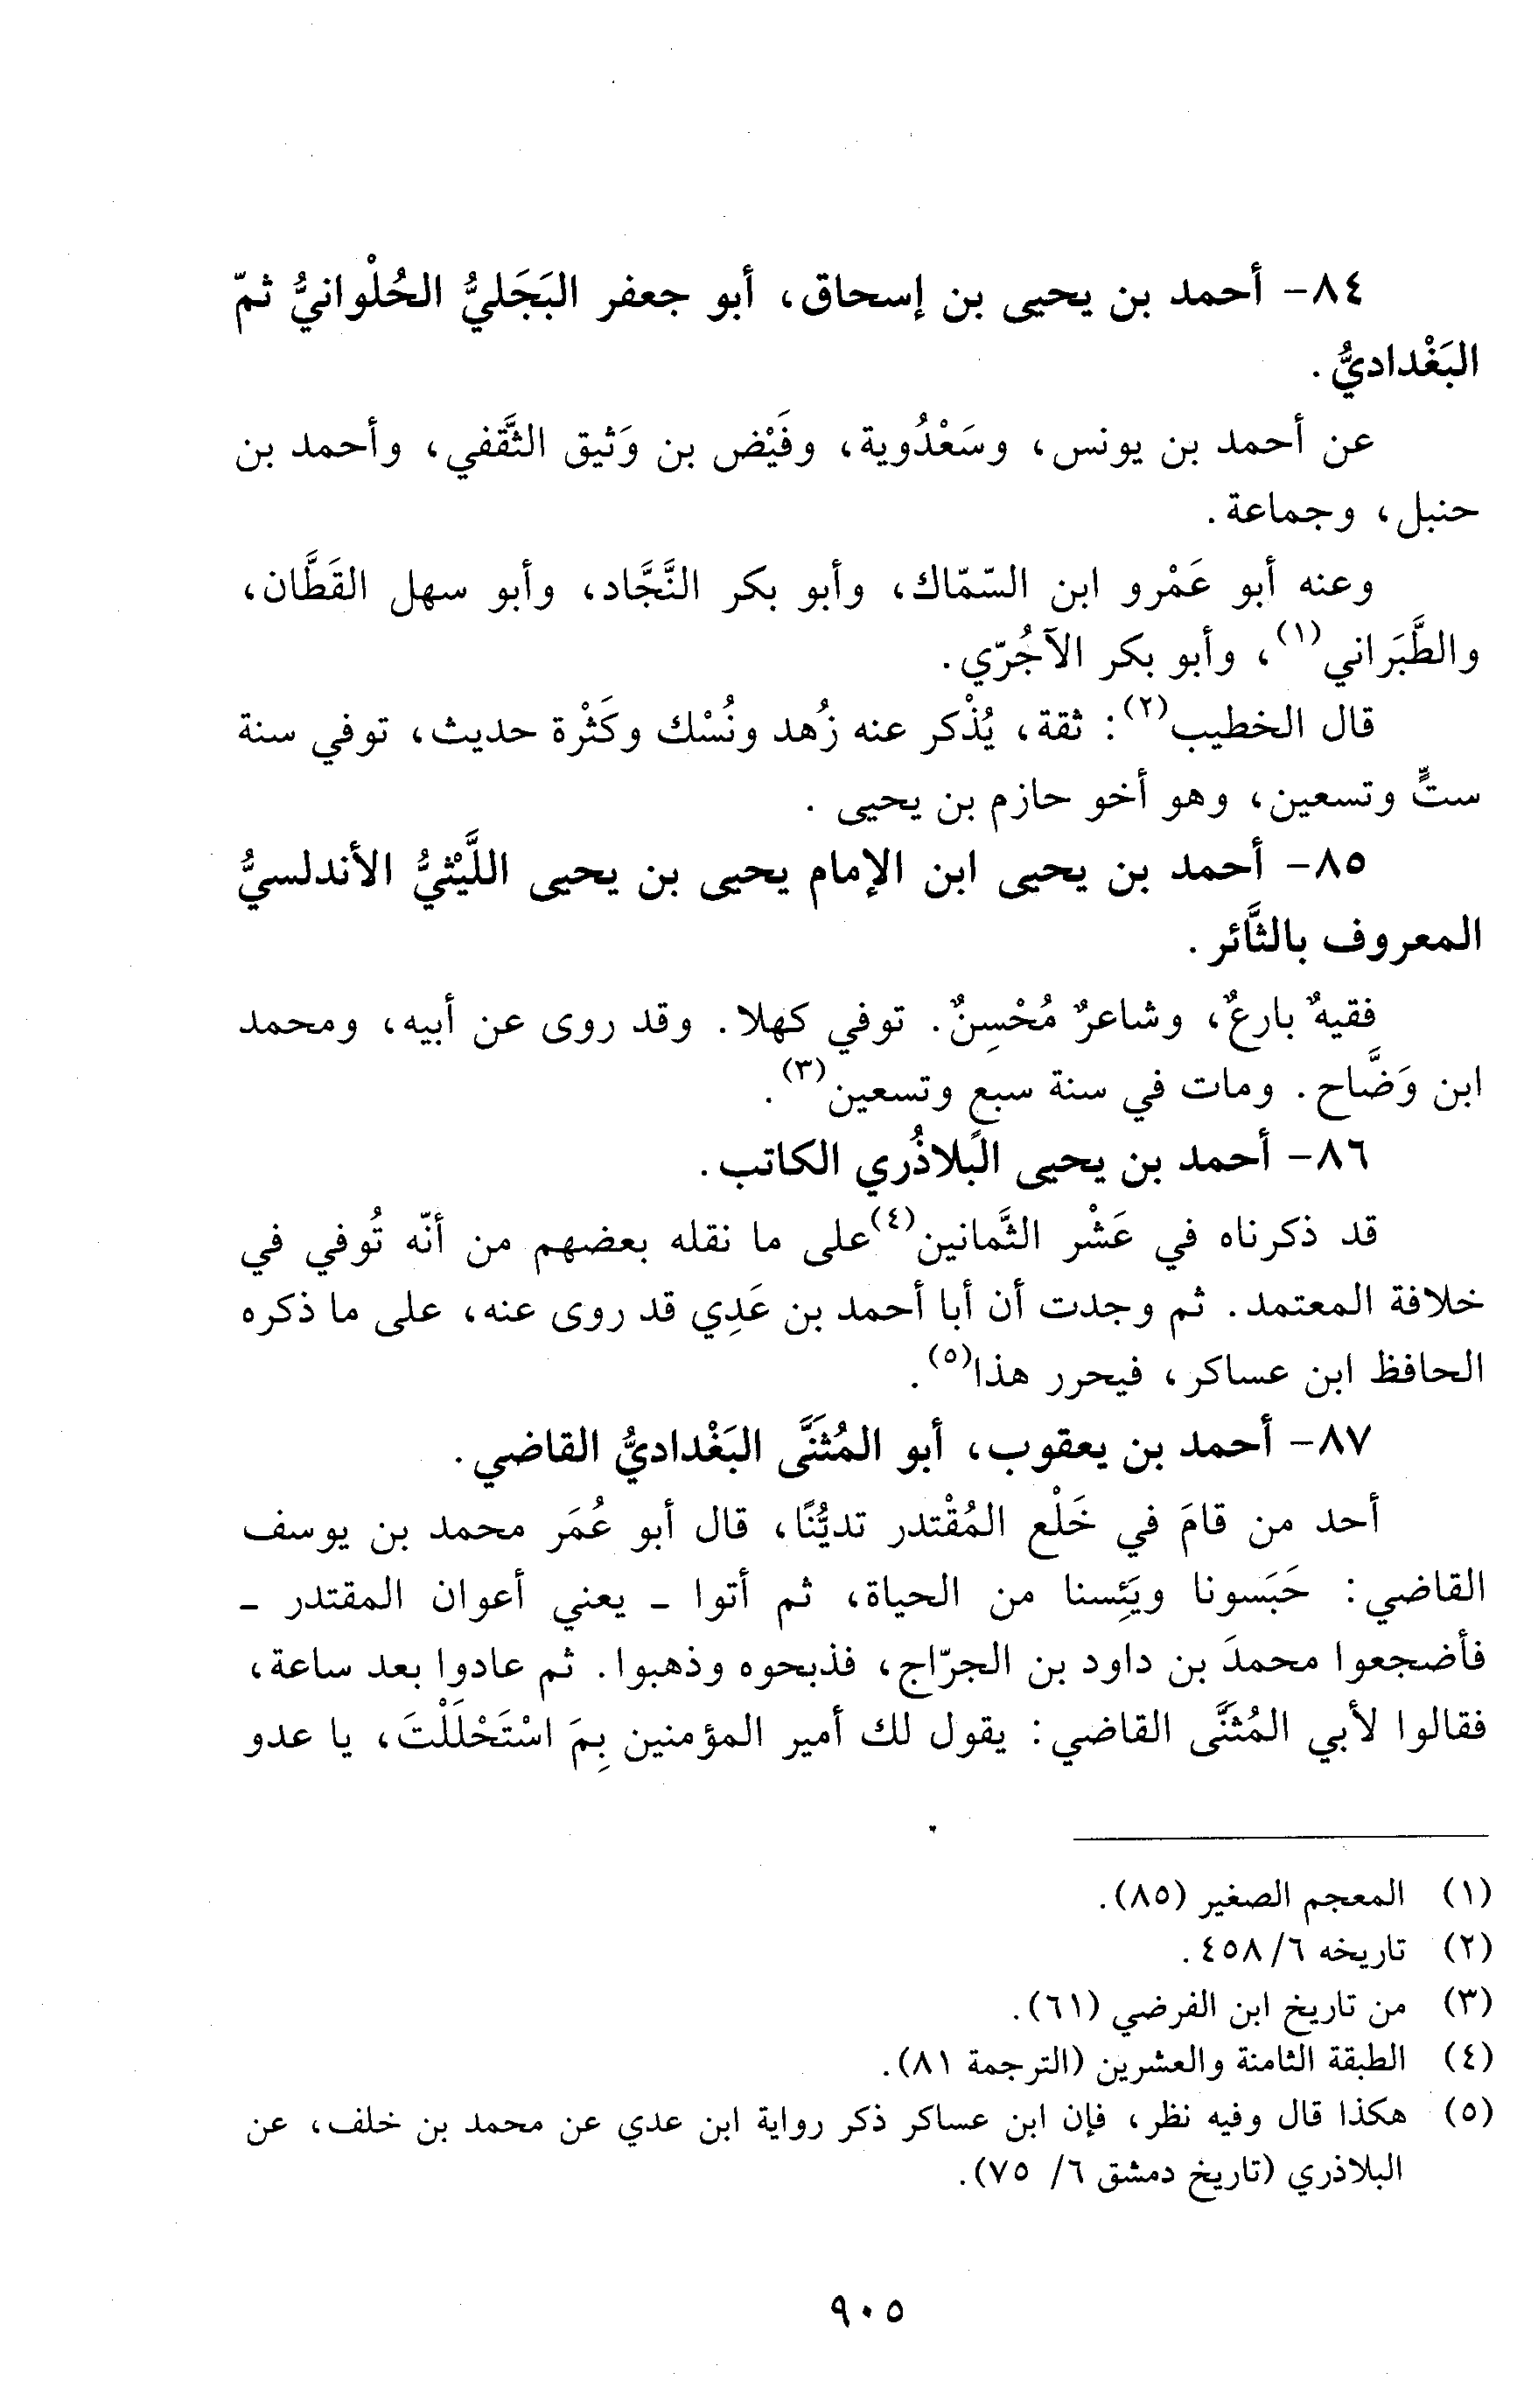 ٨٤- أحمد بن يحيى بن إسحاق، أبو جعفر البَجَليُّ الحُلْوانيُّ ثمّ
البَغْداديُّ.
عن أحمد بن يونس، وسَعْدُوية، وفَيْض بن وَثيق الثَّقفي، وأحمد بن
حنبل، وجماعة.
وعنه أبو عَمْرو ابن السّمّاك، وأبو بكر النَّجَّاد، وأبو سهل القَطَّان،
والطَّبَراني(١)، وأبو بكر الآجُرّي.
قال الخطيب(٢): ثقة، يُذْكر عنه زُهد ونُسْك وكَثْرة حديث، توفي سنة
ستٍّ وتسعين، وهو أخو حازم بن يحيى.
٨٥- أحمد بن يحيى ابن الإمام يحيى بن يحيى اللَّيْثيُّ الأندلسيُّ
المعروف بالثَّائر.
فقيهٌ بارعٌ، وشاعرٌ مُحْسِنٌ. توفي كهلا. وقد روى عن أبيه، ومحمد
ابن وَضَّاح. ومات في سنة سبع وتسعين(٣).
٨٦- أحمد بن يحيى البلاذُري الكاتب.
قد ذكرناه في عَشْر الثَّمانين(٤) على ما نقله بعضهم من أنّه تُوفي في
خلافة المعتمد. ثم وجدت أن أبا أحمد بن عَدِي قد روى عنه، على ما ذكره
الحافظ ابن عساكر، فيحرر هذا(٥).
٨٧- أحمد بن يعقوب، أبو المُثَنَّى البَغْداديُّ القاضي.
أحد من قامَ في خَلْع المُقْتدر تديُّنًا، قال أبو عُمَر محمد بن يوسف
القاضي: حَبَسونا ويَئِسنا من الحياة، ثم أتوا - يعني أعوان المقتدر -
فأضجعوا محمدَ بن داود بن الجرّاج، فذبحوه وذهبوا. ثم عادوا بعد ساعة،
فقالوا لأبي المُثَنَّى القاضي: يقول لك أمير المؤمنين بِمَ اسْتَحْلَلْتَ، يا عدو
(١) المعجم الصغير (٨٥).
(٢) تاريخه ٦/ ٤٥٨.
(٣) من تاريخ ابن الفرضي (٦١).
(٤) الطبقة الثامنة والعشرين (الترجمة ٨١).
(٥) هكذا قال وفيه نظر، فإن ابن عساكر ذكر رواية ابن عدي عن محمد بن خلف، عن
البلاذري (تاريخ دمشق ٦/ ٧٥).
٩٠٥